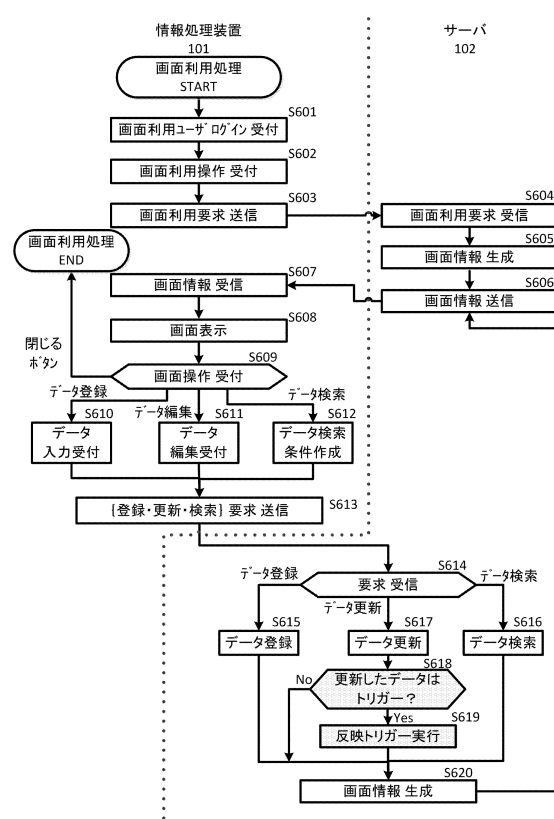 情報処理装置
101
サーバ
102
画面利用処理
START
S601
画面利用ユーザログイン 受付
S602
画面利用操作 受付
S603
画面利用要求 送信
S604
画面利用要求 受信
S605
画面情報 生成
S606
画面情報 送信
画面利用処理
END
S607
画面情報 受信
S608
画面表示
閉じる
ボタン
S609
画面操作 受付
データ登録
データ編集
データ検索
S610
データ
入力受付
S611
データ
編集受付
S612
データ検索
条件作成
S613
{登録・更新・検索} 要求 送信
S614
要求 受信
データ登録
データ更新
データ検索
S615
データ登録
S617
データ更新
S616
データ検索
S618
更新したデータは
トリガー？
No
Yes
S619
反映トリガー実行
S620
画面情報 生成